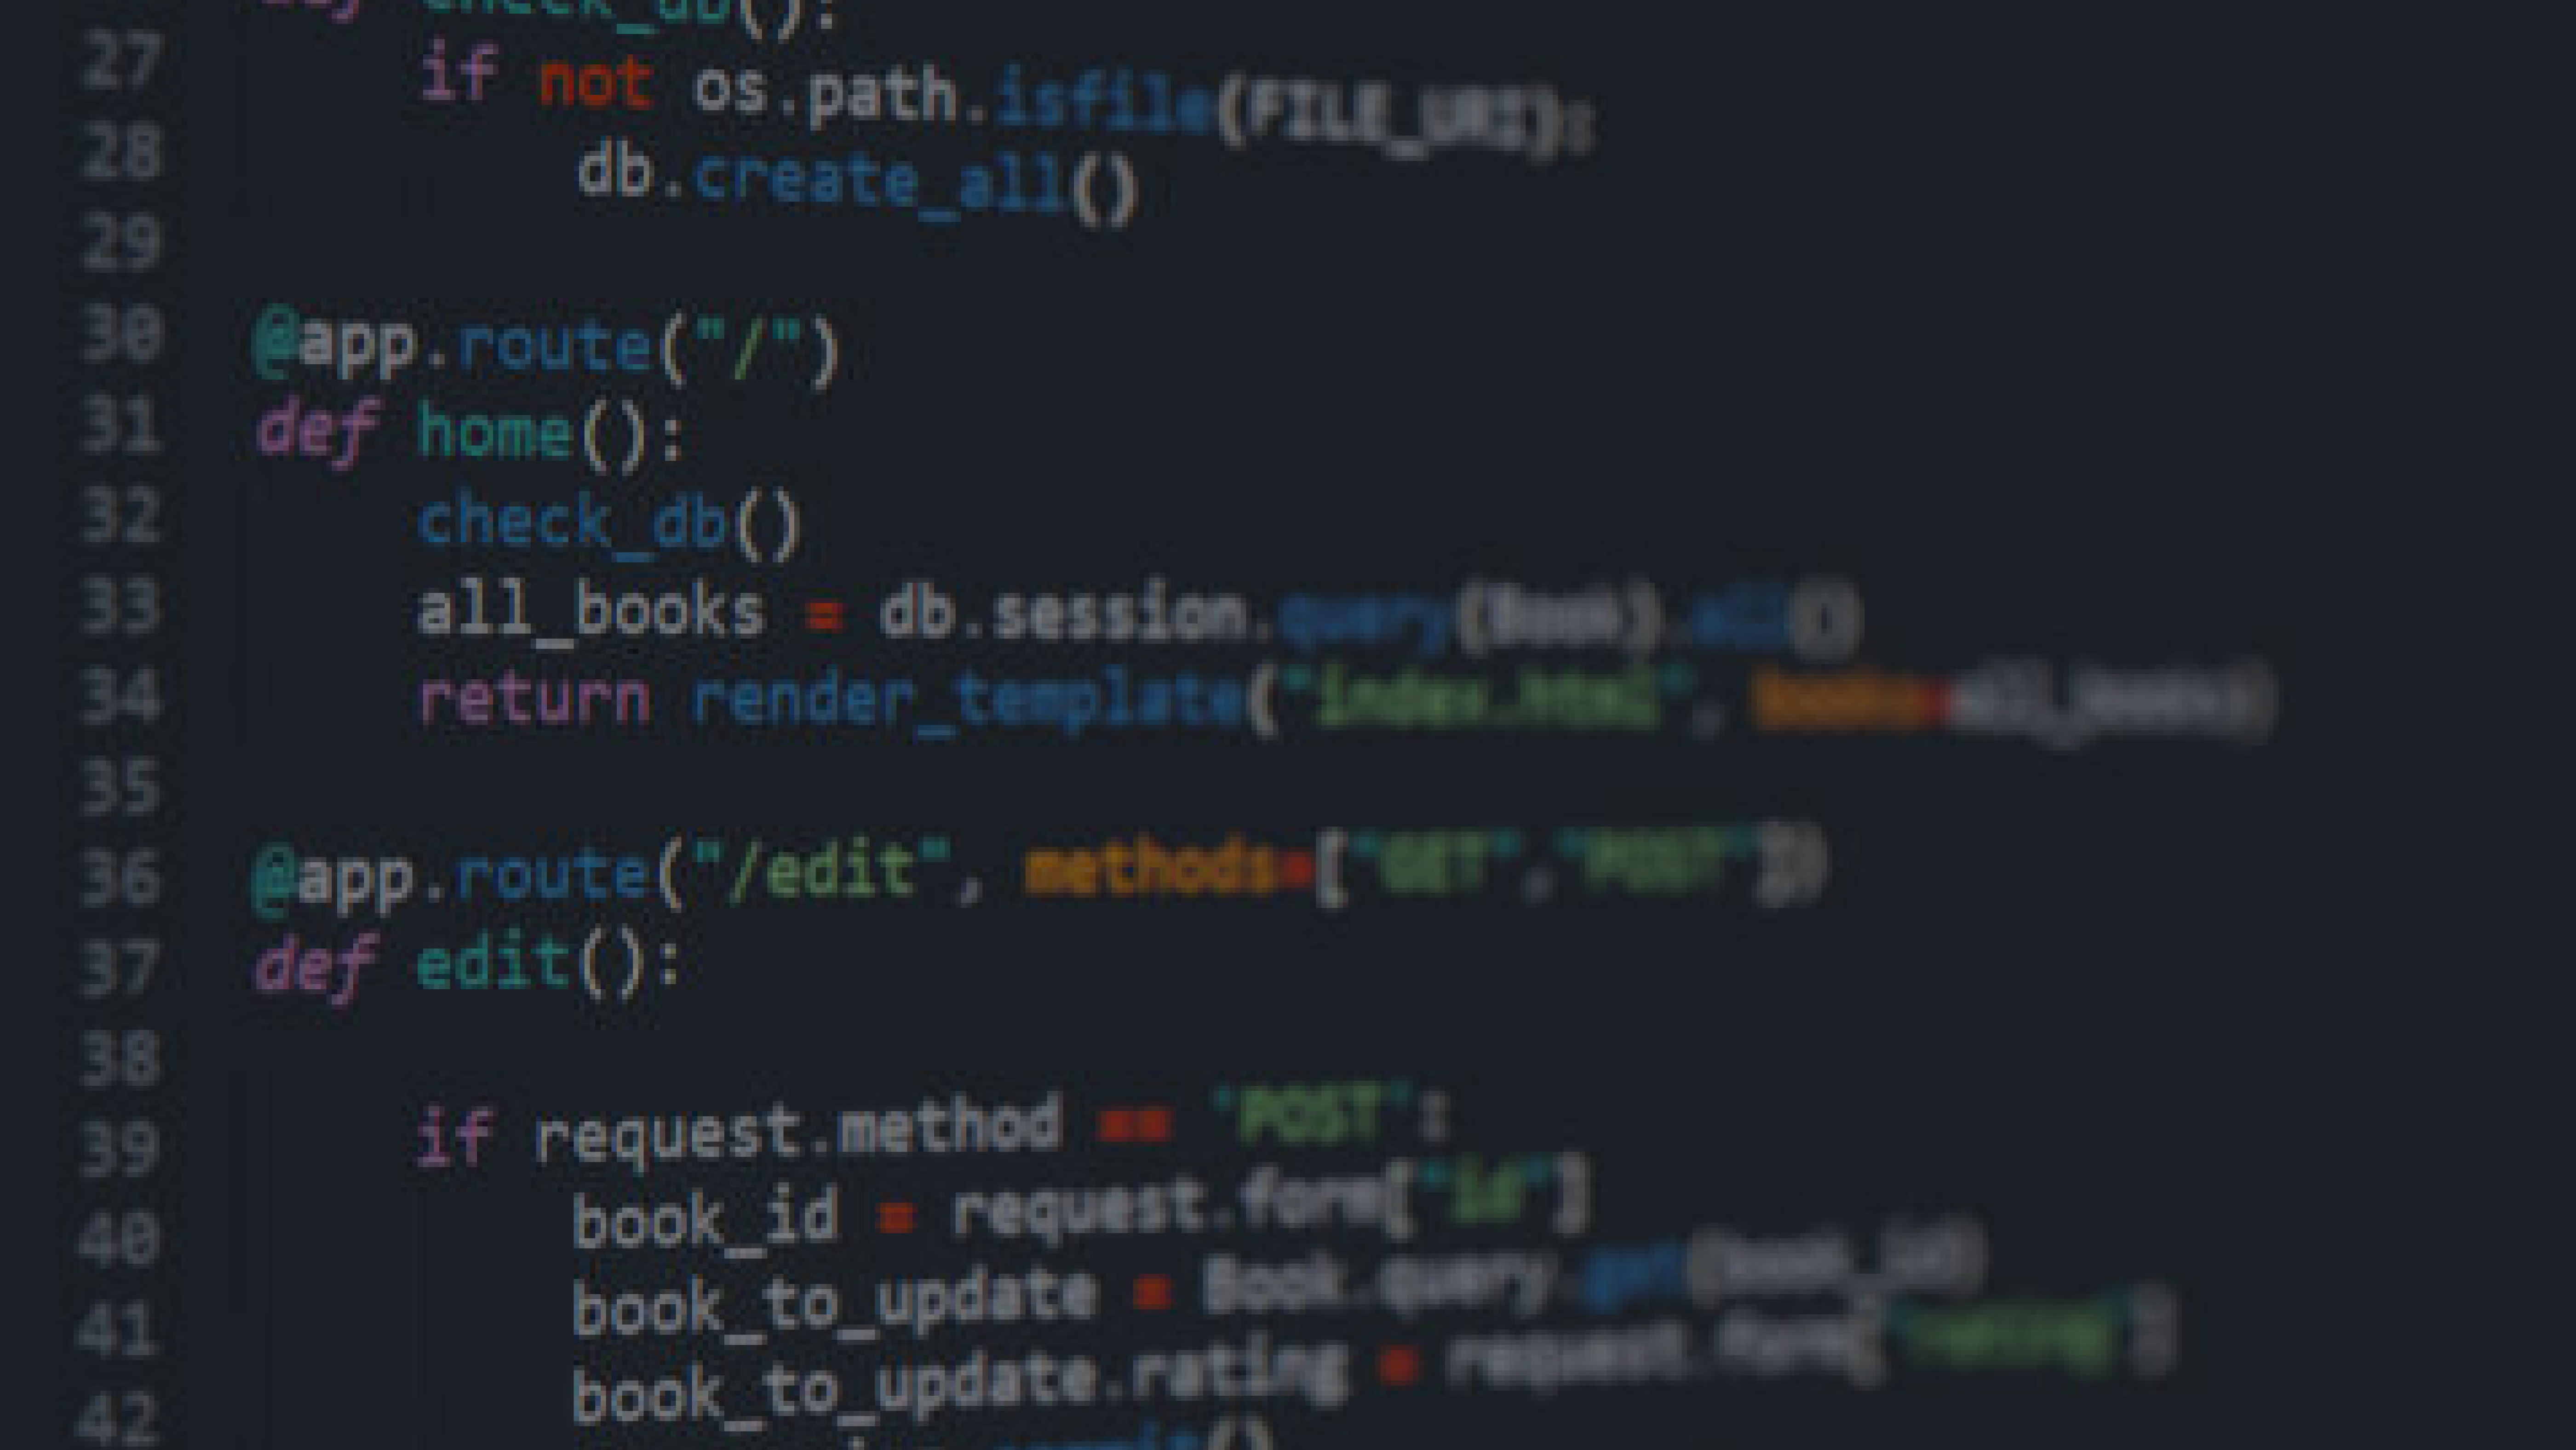 def check_db():
27 if not os.path.isfile(FILE_URI):
28 db.create_all()
29
30 @app.route("/")
31 def home():
32 check_db()
33 all_books = db.session.query(Book).all()
34 return render_template("index.html", books=all_books)
35
36 @app.route("/edit", methods=["GET","POST"])
37 def edit():
38
39 if request.method == "POST":
40 book_id = request.form["id"]
41 book_to_update = Book.query.get(book_id)
42 book_to_update.rating = request.form["rating"]